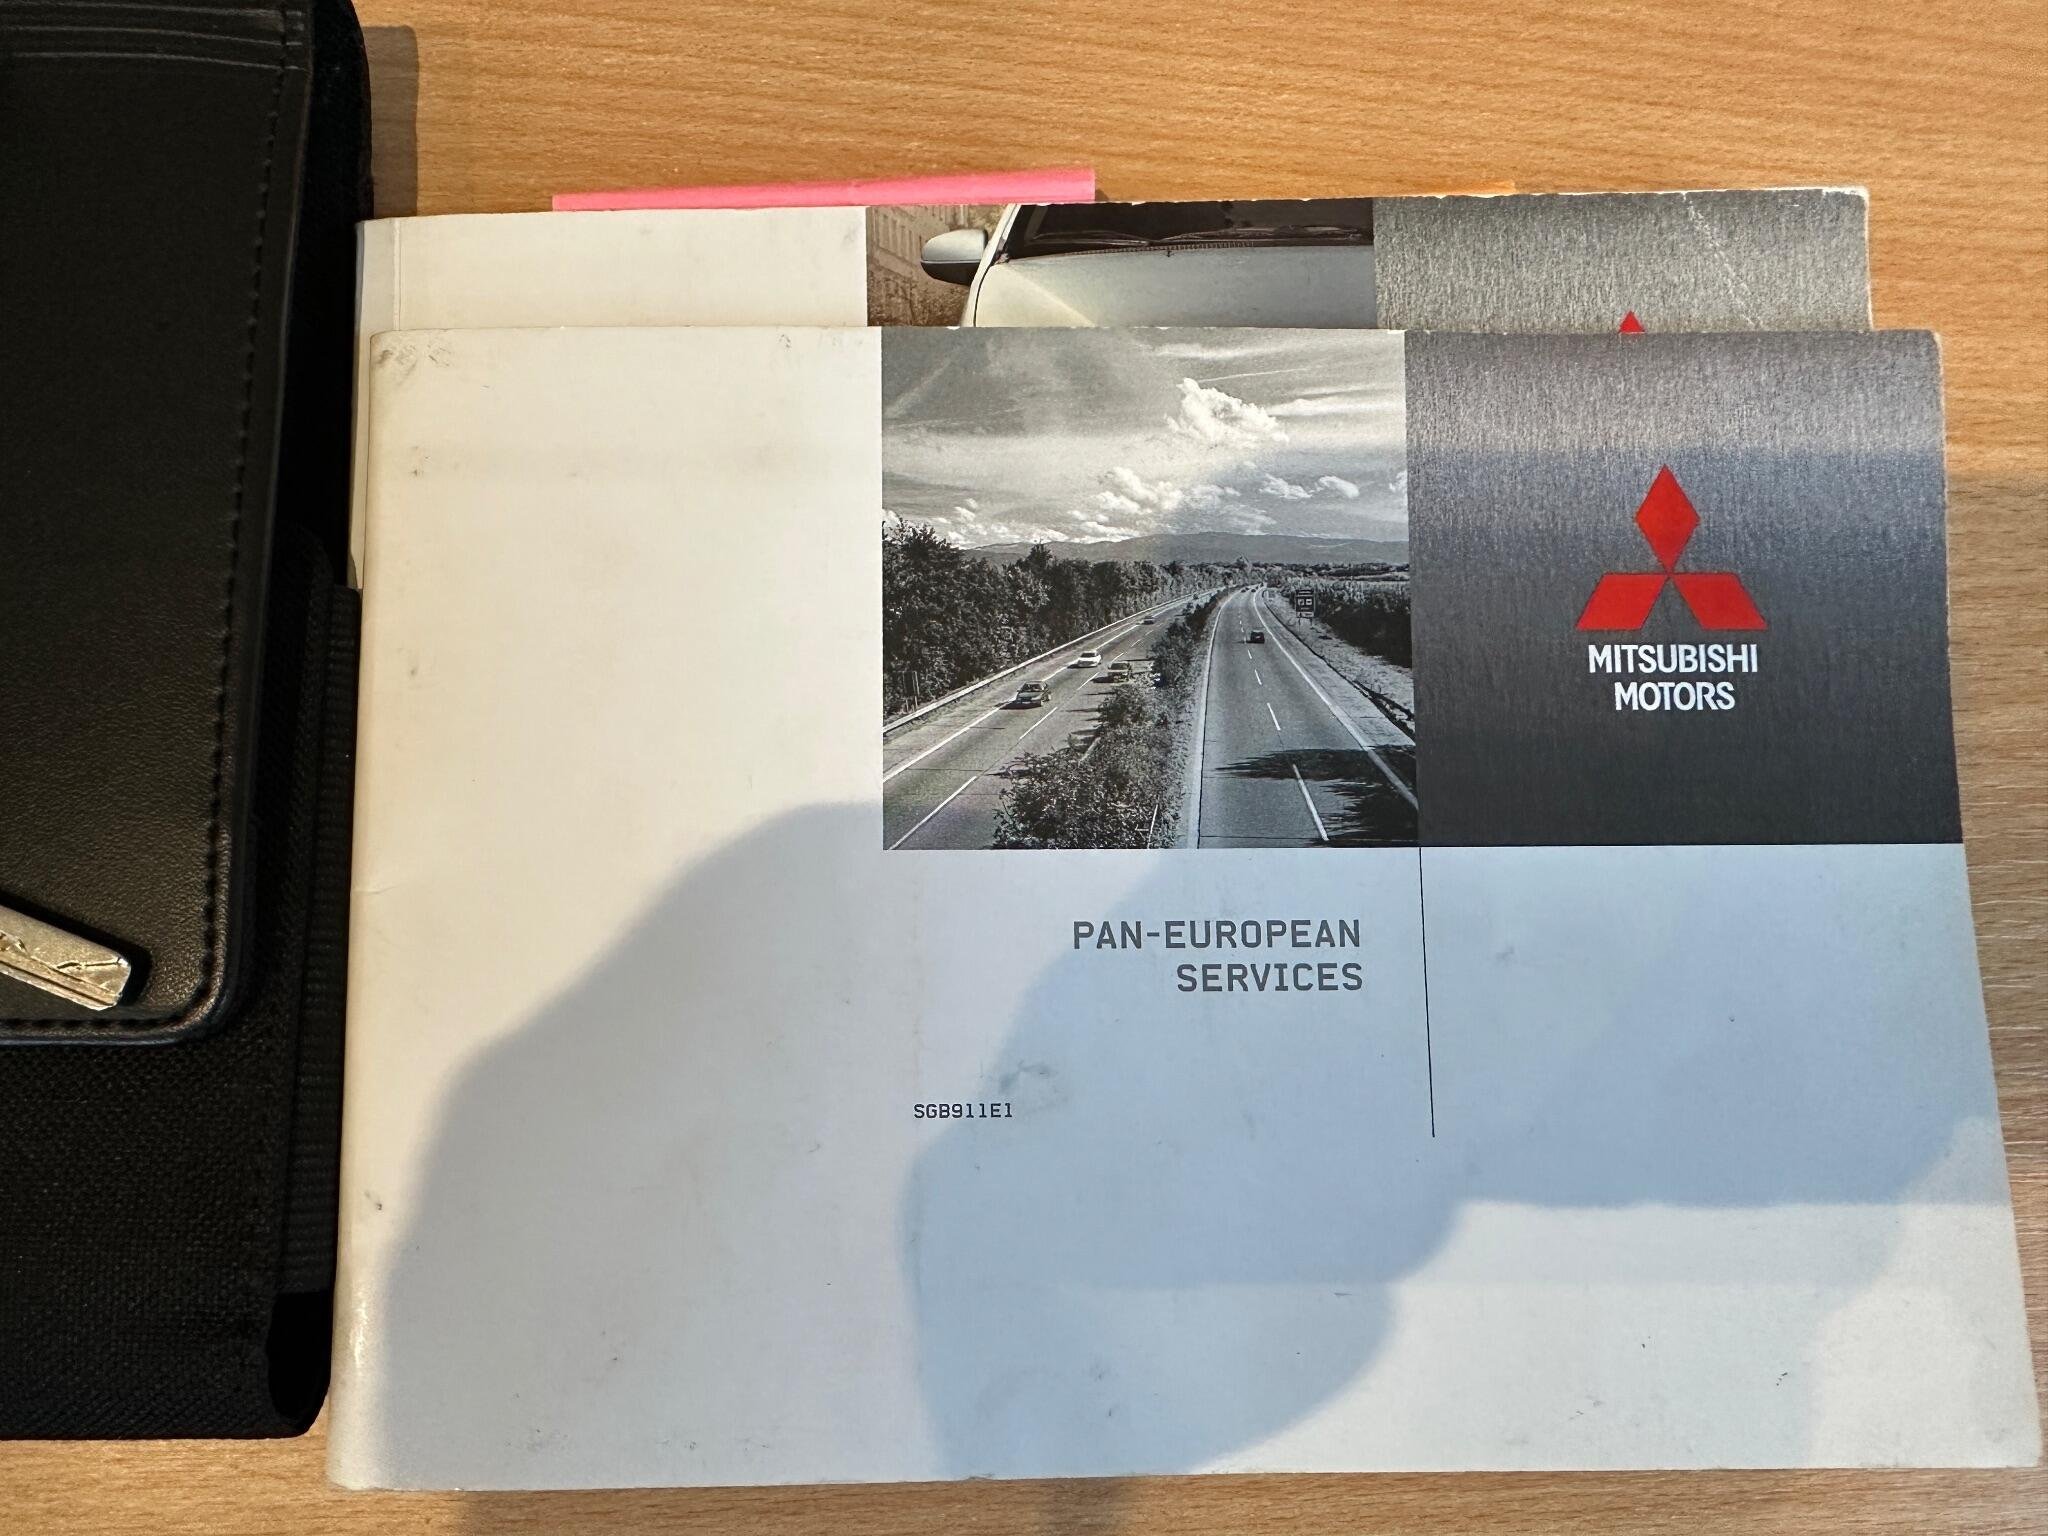 MITSUBISHI
MOTORS
PAN-EUROPEAN
SERVICES
SGB911E1